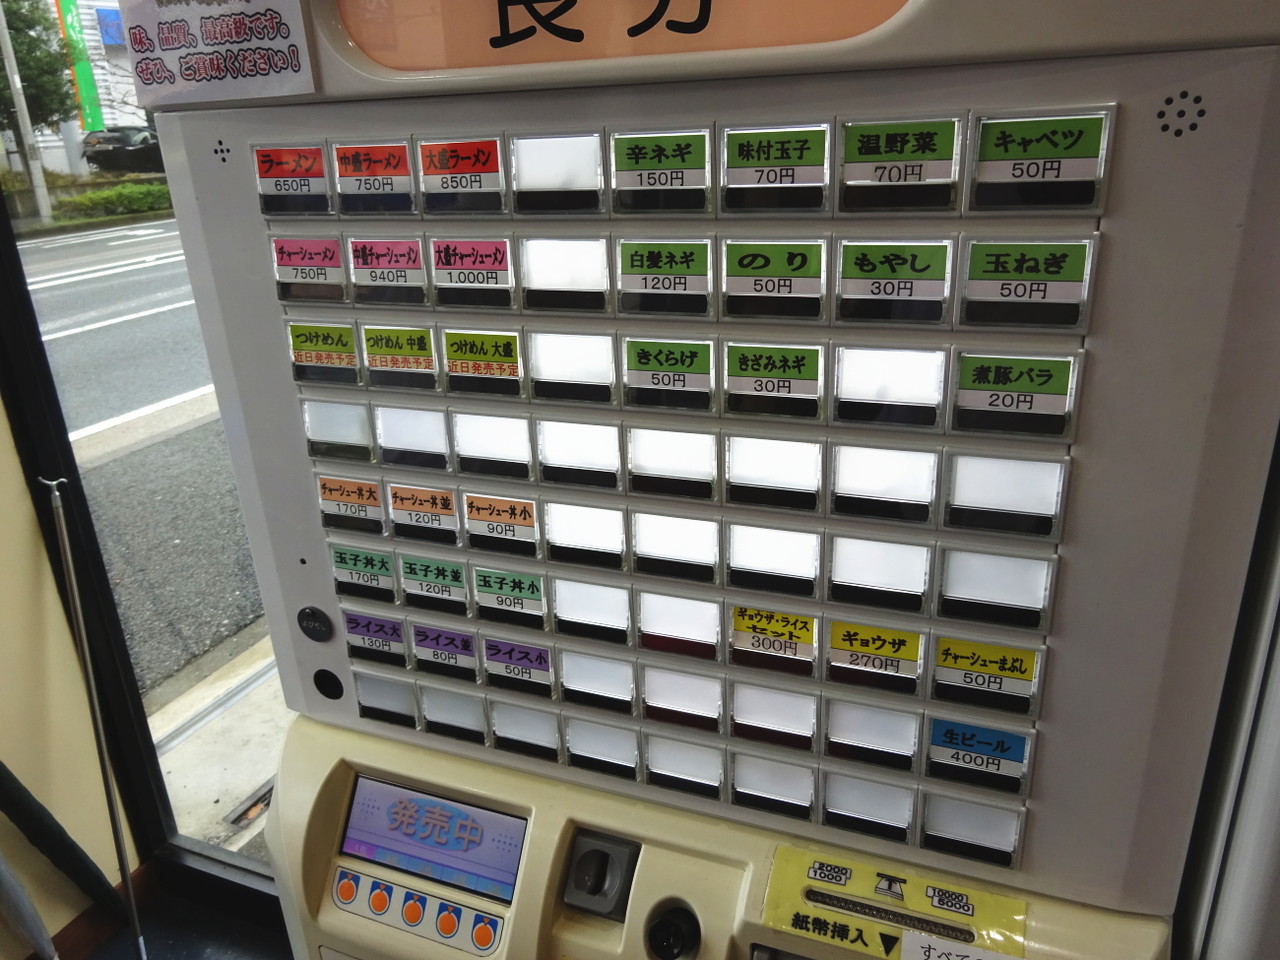 味、品質、最高級です。
ぜひ、ご賞味ください!
ラーメン
650円
中盛ラーメン
750円
大盛ラーメン
850円
辛ネギ
150円
味付玉子
70円
温野菜
70円
キャベツ
50円
チャーシューメン
750円
中盛チャーシューメン
940円
大盛チャーシューメン
1,000円
白髪ネギ
120円
のり
50円
もやし
30円
玉ねぎ
50円
つけめん
近日発売予定
つけめん 中盛
近日発売予定
つけめん 大盛
近日発売予定
きくらげ
50円
きざみネギ
30円
煮豚バラ
20円
チャーシュー丼 大
170円
チャーシュー丼 並
120円
チャーシュー丼 小
90円
玉子丼 大
170円
玉子丼 並
120円
玉子丼 小
90円
ライス 大
130円
ライス 並
80円
ライス 小
50円
ギョウザ・ライス
セット
300円
ギョウザ
270円
チャーシューまぶし
50円
生ビール
400円
発売中
2000
1000
10000
5000
紙幣挿入
すべて